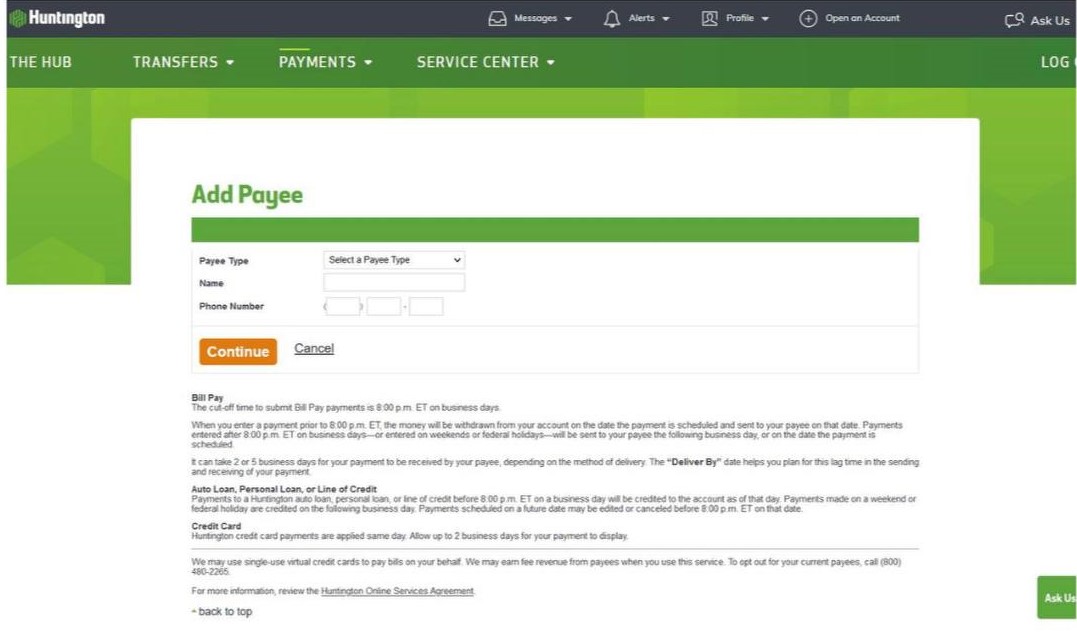 Huntington
Messages
Alerts
Profile
Open an Account
Ask Us
THE HUB
TRANSFERS
PAYMENTS
SERVICE CENTER
LOG
Add Payee
Payee Type
Select a Payee Type
Name
Phone Number
( ) -
Continue
Cancel
Bill Pay
The cut-off time to submit Bill Pay payments is 8:00 p.m. ET on business days.
When you enter a payment prior to 8:00 p.m. ET, the money will be withdrawn from your account on the date the payment is scheduled and sent to your payee on that date. Payments
entered after 8:00 p.m. ET on business days—or entered on weekends or federal holidays—will be sent to your payee the following business day, or on the date the payment is
scheduled.
It can take 2 or 5 business days for your payment to be received by your payee, depending on the method of delivery. The “Deliver By” date helps you plan for this lag time in the sending
and receiving of your payment.
Auto Loan, Personal Loan, or Line of Credit
Payments to a Huntington auto loan, personal loan, or line of credit before 8:00 p.m. ET on a business day will be credited to the account as of that day. Payments made on a weekend or
federal holiday are credited on the following business day. Payments scheduled on a future date may be edited or canceled before 8:00 p.m. ET on that date.
Credit Card
Huntington credit card payments are applied same day. Allow up to 2 business days for your payment to display.
We may use single-use virtual credit cards to pay bills on your behalf. We may earn fee revenue from payees when you use this service. To opt out for your current payees, call (800)
480-2265.
For more information, review the Huntington Online Services Agreement.
back to top
Ask Us